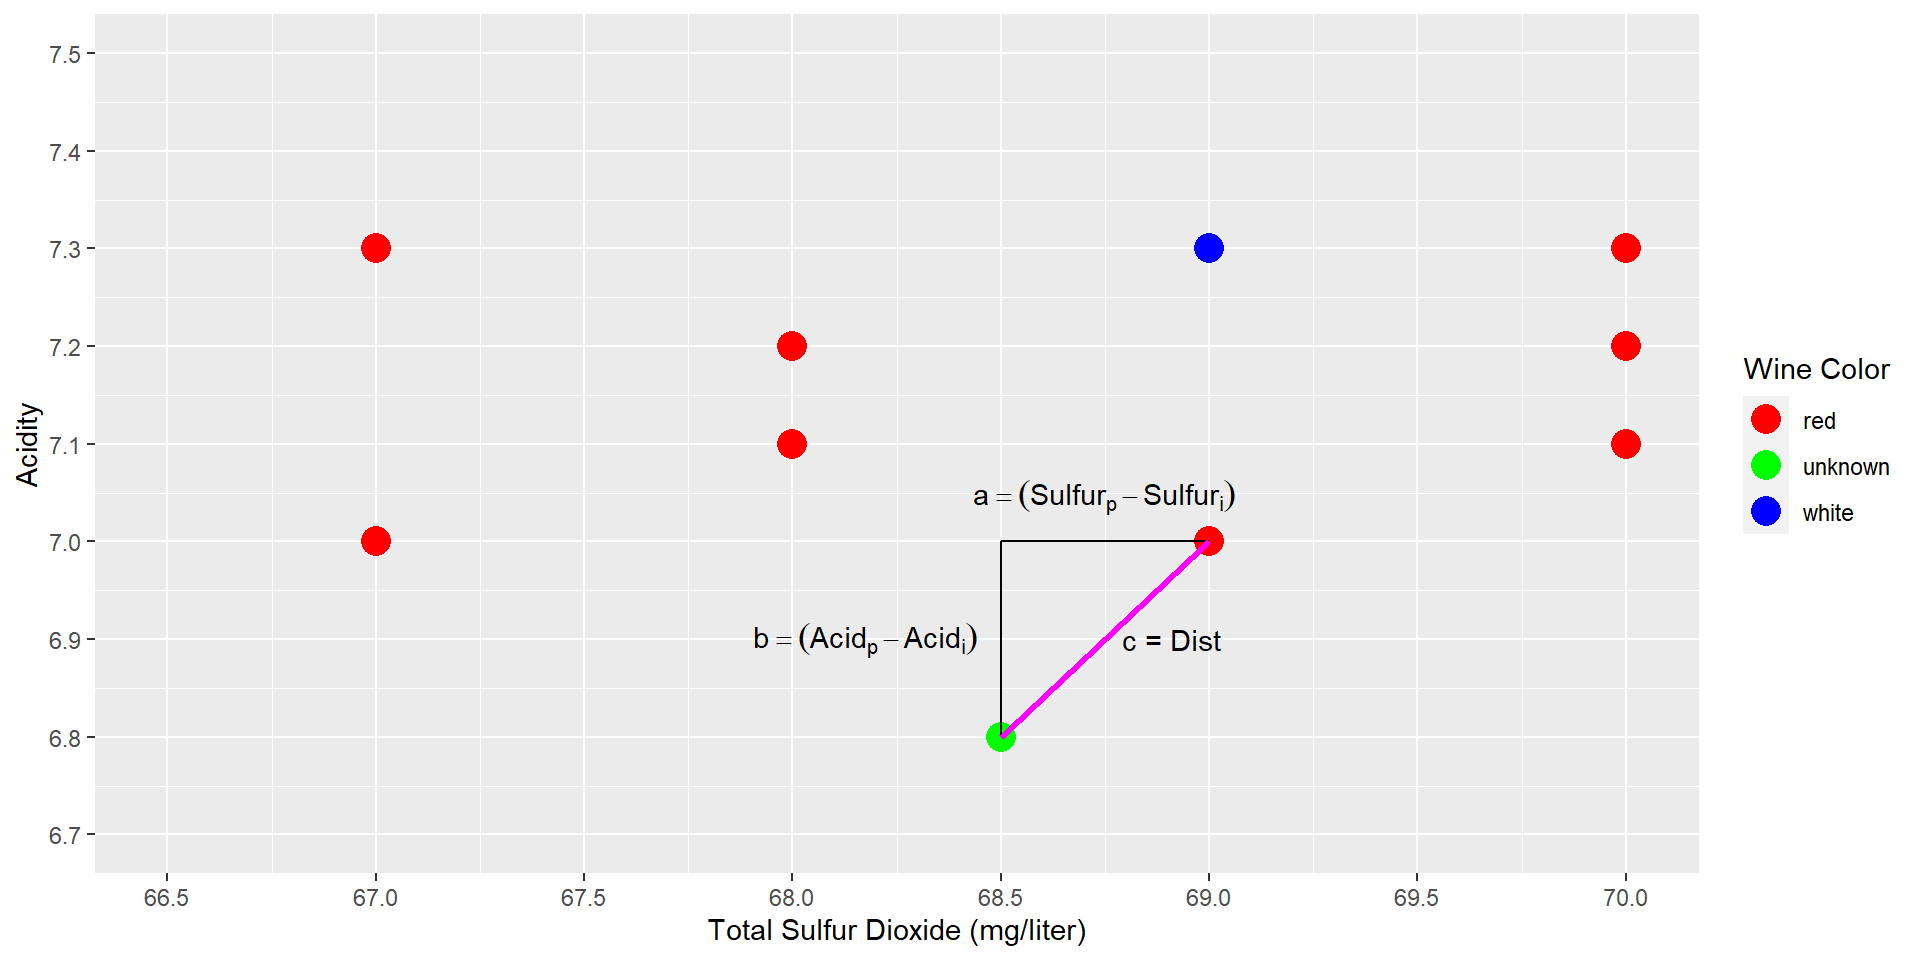 7.5
7.4
7.3
7.2
7.1
7.0
6.9
6.8
6.7
Acidity
a = (Sulfurp − Sulfuri)
b = (Acidp − Acidi)
c = Dist
66.5 67.0 67.5 68.0 68.5 69.0 69.5 70.0
Total Sulfur Dioxide (mg/liter)
Wine Color
red
unknown
white